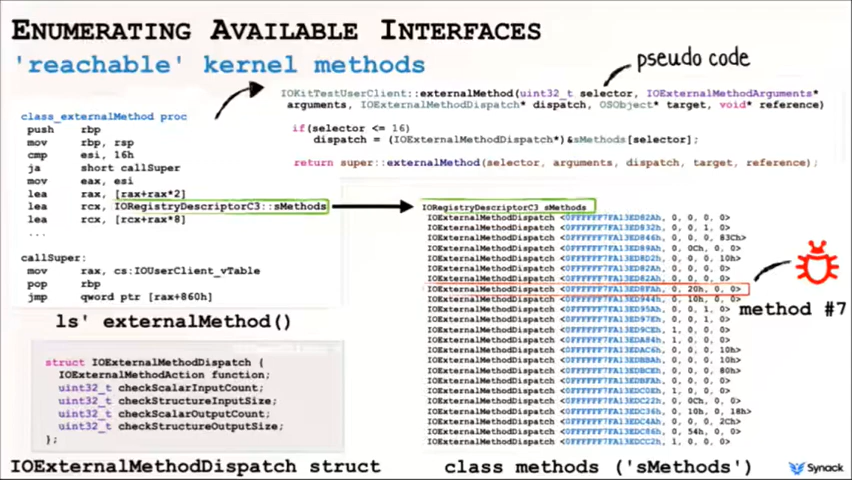 ENUMERATING AVAILABLE INTERFACES
'reachable' kernel methods
pseudo code
IOKitTestUserClient::externalMethod(uint32_t selector, IOExternalMethodArguments*
arguments, IOExternalMethodDispatch* dispatch, OSObject* target, void* reference)
if(selector <= 16)
dispatch = (IOExternalMethodDispatch*)&sMethods[selector];
return super::externalMethod(selector, arguments, dispatch, target, reference);
class_externalMethod proc
push rbp
mov rbp, rsp
cmp esi, 16h
ja short callSuper
mov eax, esi
lea rax, [rax+rax*2]
lea rcx, IORegistryDescriptorC3::sMethods
lea rcx, [rcx+rax*8]
...
callSuper:
mov rax, cs:IOUserClient_vTable
pop rbp
jmp qword ptr [rax+860h]
ls' externalMethod()
struct IOExternalMethodDispatch {
IOExternalMethodAction function;
uint32_t checkScalarInputCount;
uint32_t checkStructureInputSize;
uint32_t checkScalarOutputCount;
uint32_t checkStructureOutputSize;
};
IOExternalMethodDispatch struct
IORegistryDescriptorC3 sMethods
IOExternalMethodDispatch <0FFFFFF7FA13ED82Ah, 0, 0, 0, 0>
IOExternalMethodDispatch <0FFFFFF7FA13ED832h, 0, 0, 1, 0>
IOExternalMethodDispatch <0FFFFFF7FA13ED846h, 0, 0, 0, 83Ch>
IOExternalMethodDispatch <0FFFFFF7FA13ED89Ah, 0, 0Ch, 0, 0>
IOExternalMethodDispatch <0FFFFFF7FA13ED8D2h, 0, 0, 0, 10h>
IOExternalMethodDispatch <0FFFFFF7FA13ED82Ah, 0, 0, 0, 0>
IOExternalMethodDispatch <0FFFFFF7FA13ED82Ah, 0, 0, 0, 0>
IOExternalMethodDispatch <0FFFFFF7FA13ED8FAh, 0, 20h, 0, 0>
IOExternalMethodDispatch <0FFFFFF7FA13ED944h, 0, 10h, 0, 0>
IOExternalMethodDispatch <0FFFFFF7FA13ED95Ah, 0, 0, 1, 0>
IOExternalMethodDispatch <0FFFFFF7FA13ED97Eh, 0, 0, 1, 0>
IOExternalMethodDispatch <0FFFFFF7FA13ED9CEh, 1, 0, 0, 0>
IOExternalMethodDispatch <0FFFFFF7FA13EDA84h, 1, 0, 0, 0>
IOExternalMethodDispatch <0FFFFFF7FA13EDAC6h, 0, 0, 0, 10h>
IOExternalMethodDispatch <0FFFFFF7FA13EDBBAh, 0, 0, 0, 10h>
IOExternalMethodDispatch <0FFFFFF7FA13EDBCEh, 0, 0, 0, 80h>
IOExternalMethodDispatch <0FFFFFF7FA13EDBFAh, 0, 0, 0, 0>
IOExternalMethodDispatch <0FFFFFF7FA13EDC0Eh, 1, 0, 0, 0>
IOExternalMethodDispatch <0FFFFFF7FA13EDC22h, 0, 0Ch, 0, 0>
IOExternalMethodDispatch <0FFFFFF7FA13EDC36h, 0, 10h, 0, 18h>
IOExternalMethodDispatch <0FFFFFF7FA13EDC4Ah, 0, 0, 0, 2Ch>
IOExternalMethodDispatch <0FFFFFF7FA13EDC86h, 0, 54h, 0, 0>
IOExternalMethodDispatch <0FFFFFF7FA13EDCC2h, 1, 0, 0, 0>
method #7
class methods ('sMethods')
Synack